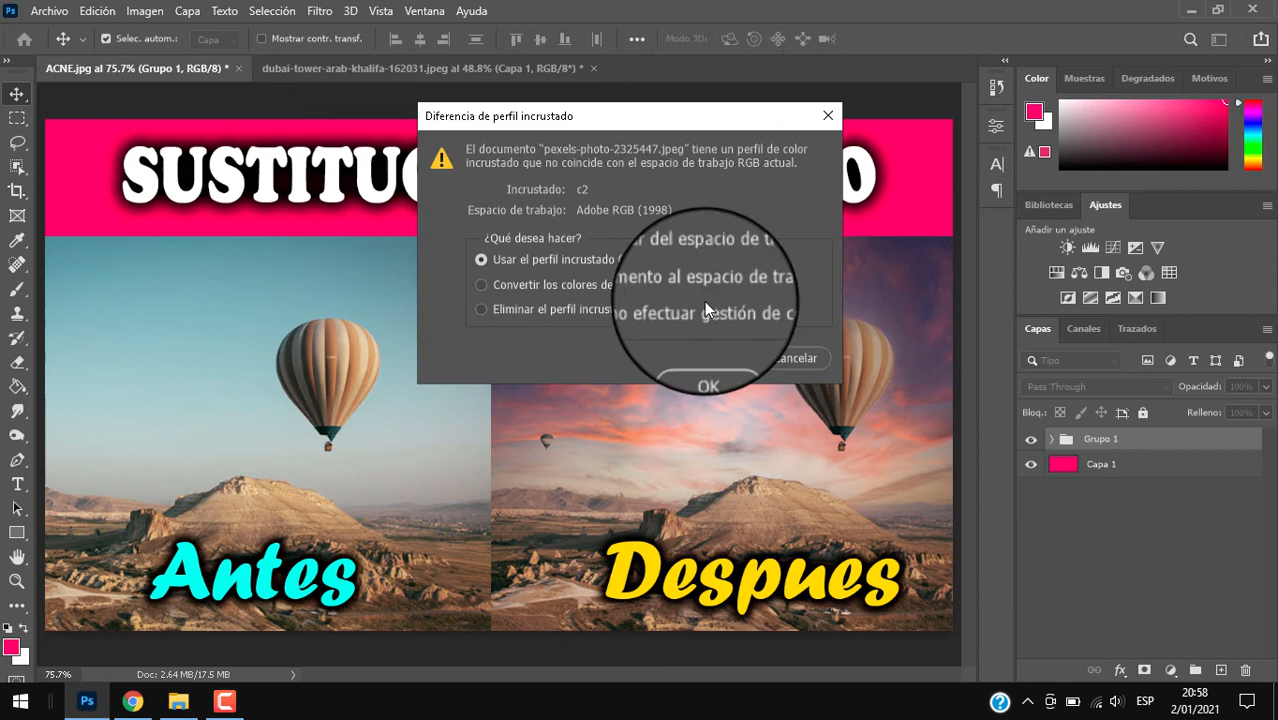 Ps Archivo Edición Imagen Capa Texto Selección Filtro 3D Vista Ventana Ayuda
Selec. autom.: Capa Mostrar contr. transf. Modo 3D:
ACNE.jpg al 75.7% (Grupo 1, RGB/8) * dubai-tower-arab-khalifa-162031.jpeg al 48.8% (Capa 1, RGB/8*) *
Color Muestras Degradados Motivos
Diferencia de perfil incrustado
El documento "pexels-photo-2325447.jpeg" tiene un perfil de color
incrustado que no coincide con el espacio de trabajo RGB actual.
Incrustado: c2
Espacio de trabajo: Adobe RGB (1998)
¿Qué desea hacer?
Usar el perfil incrustado
del espacio de
Convertir los colores de
mento al espacio de tra
Eliminar el perfil
no efectuar gestión de c
OK
Cancelar
Bibliotecas Ajustes
Añadir un ajuste
Capas Canales Trazados
Tipo
Pass Through Opacidad: 100%
Bloq.: Relleno: 100%
Grupo 1
Capa 1
Antes
Despues
75.7% Doc: 2.64 MB/17.5 MB
Ps ESP
20:58
2/01/2021